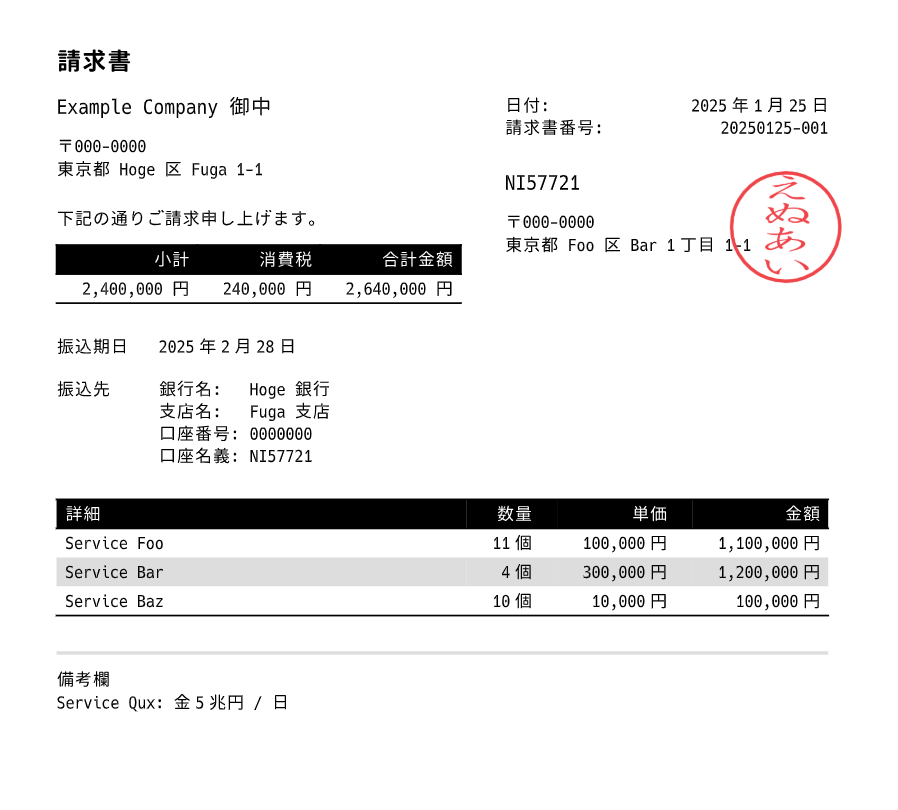 請求書
Example Company 御中
〒000-0000
東京都 Hoge 区 Fuga 1-1
下記の通りご請求申し上げます。
小計 消費税 合計金額
2,400,000 円 240,000 円 2,640,000 円
日付: 2025 年 1 月 25 日
請求書番号: 20250125-001
NI57721
〒000-0000
東京都 Foo 区 Bar 1 丁目 1-1
えぬあい
振込期日 2025 年 2 月 28 日
振込先 銀行名: Hoge 銀行
支店名: Fuga 支店
口座番号: 0000000
口座名義: NI57721
詳細 数量 単価 金額
Service Foo 11 個 100,000 円 1,100,000 円
Service Bar 4 個 300,000 円 1,200,000 円
Service Baz 10 個 10,000 円 100,000 円
備考欄
Service Qux: 金 5 兆円 / 日